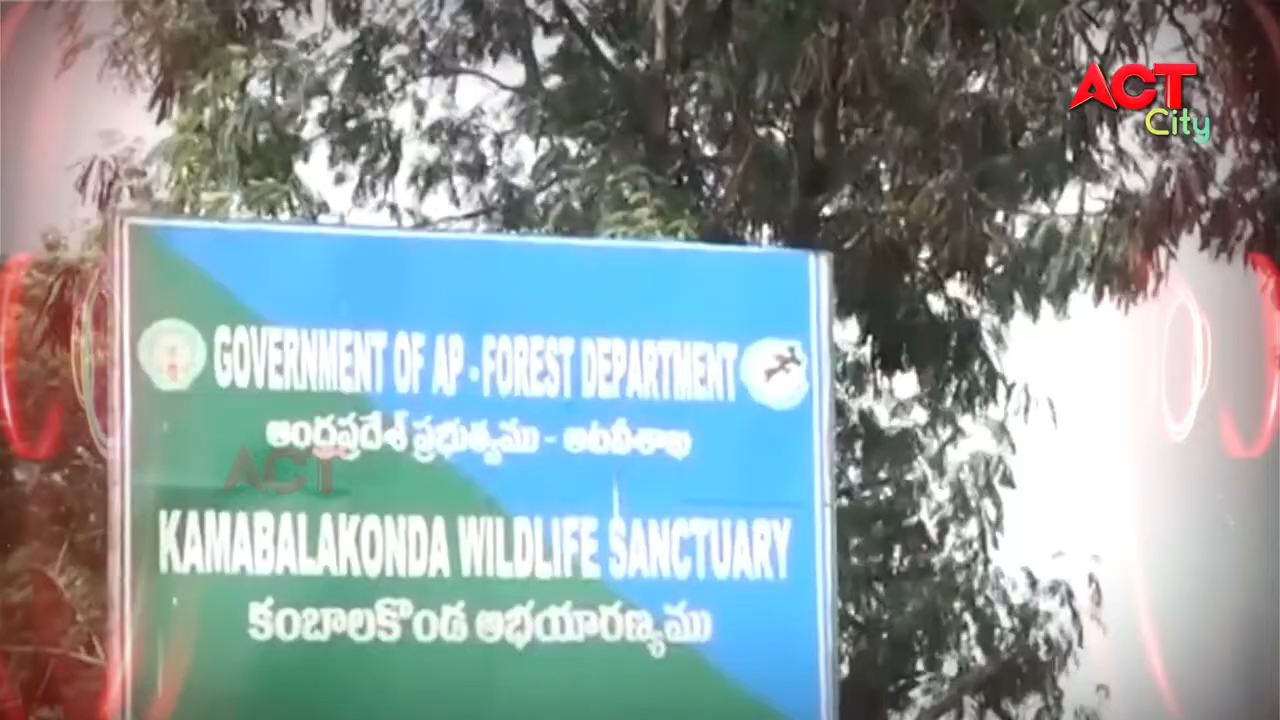 ACT
City
GOVERNMENT OF AP - FOREST DEPARTMENT
ఆంధ్రప్రదేశ్ ప్రభుత్వము - అటవీశాఖ
ACT
KAMABALAKONDA WILDLIFE SANCTUARY
కంబాలకొండ అభయారణ్యము